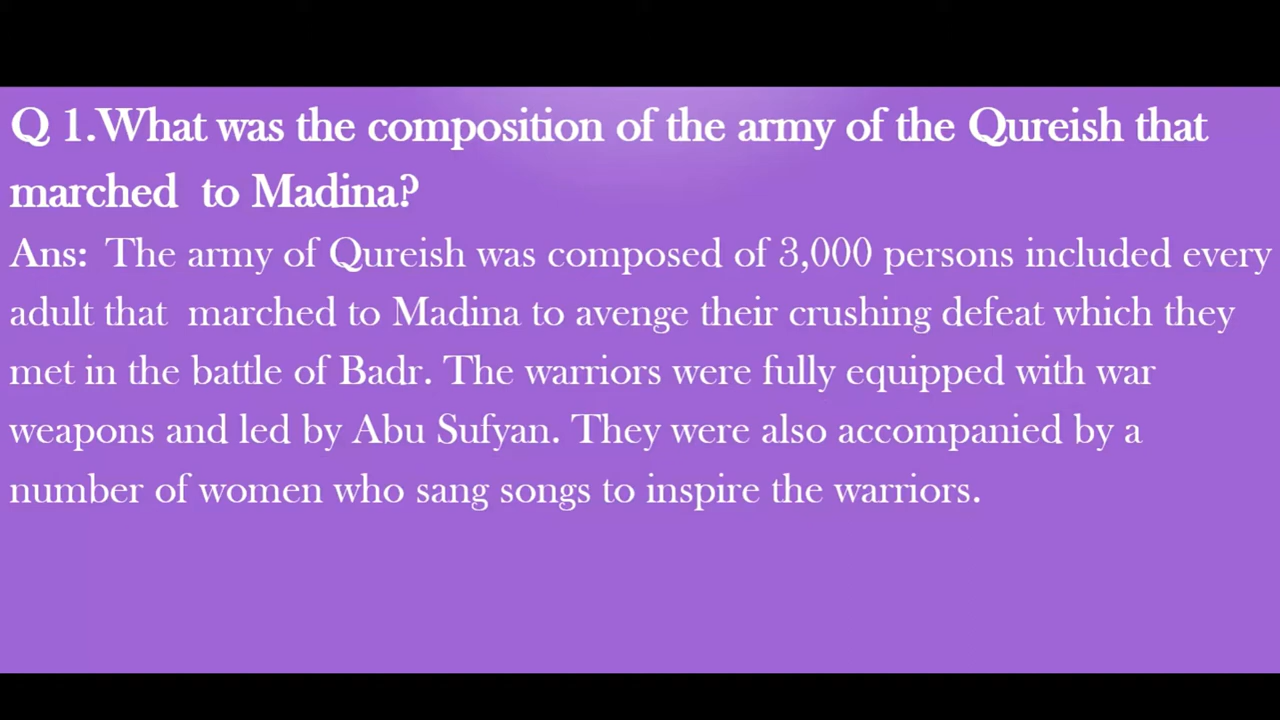 Q 1.What was the composition of the army of the Qureish that
marched  to Madina?
Ans:  The army of Qureish was composed of 3,000 persons included every
adult that  marched to Madina to avenge their crushing defeat which they
met in the battle of Badr. The warriors were fully equipped with war
weapons and led by Abu Sufyan. They were also accompanied by a
number of women who sang songs to inspire the warriors.